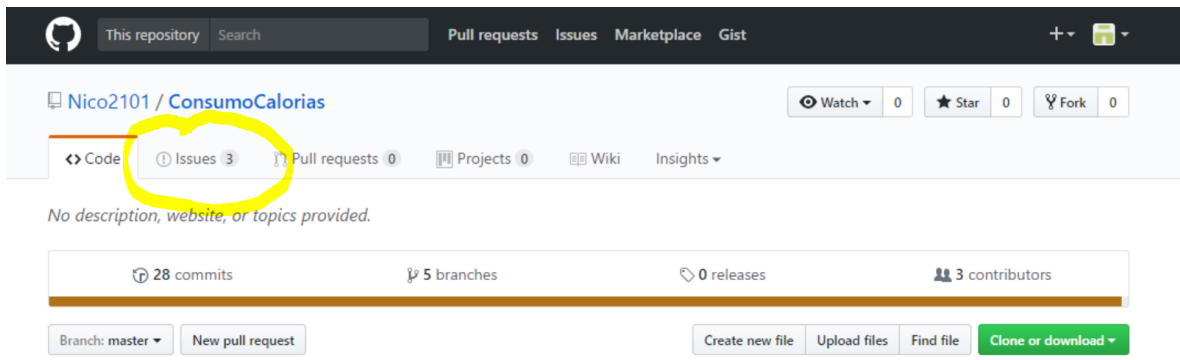 This repository Search Pull requests Issues Marketplace Gist
Nico2101 / ConsumoCalorias Watch 0 Star 0 Fork 0
Code Issues 3 Pull requests 0 Projects 0 Wiki Insights
No description, website, or topics provided.
28 commits 5 branches 0 releases 3 contributors
Branch: master New pull request Create new file Upload files Find file Clone or download